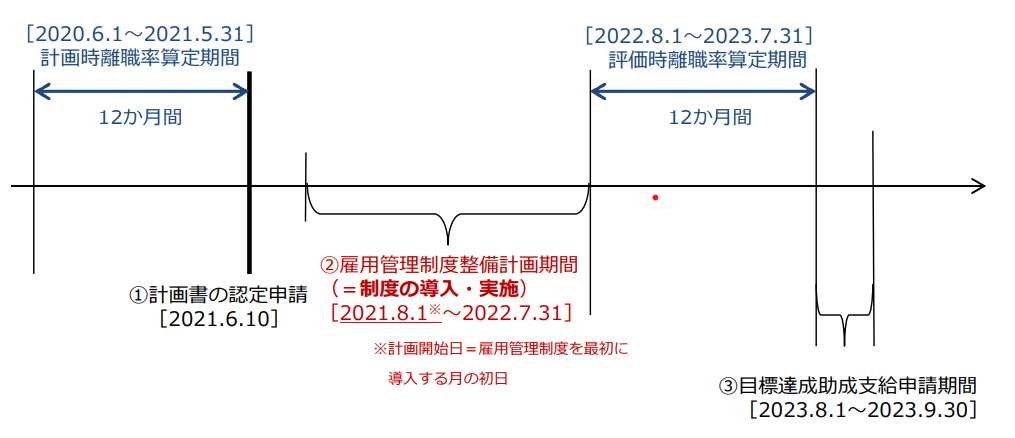 ［2020.6.1～2021.5.31］
計画時離職率算定期間
12か月間
［2022.8.1～2023.7.31］
評価時離職率算定期間
12か月間
①計画書の認定申請
［2021.6.10］
②雇用管理制度整備計画期間
（＝制度の導入・実施）
［2021.8.1※～2022.7.31］
※計画開始日＝雇用管理制度を最初に
導入する月の初日
③目標達成助成支給申請期間
［2023.8.1～2023.9.30］